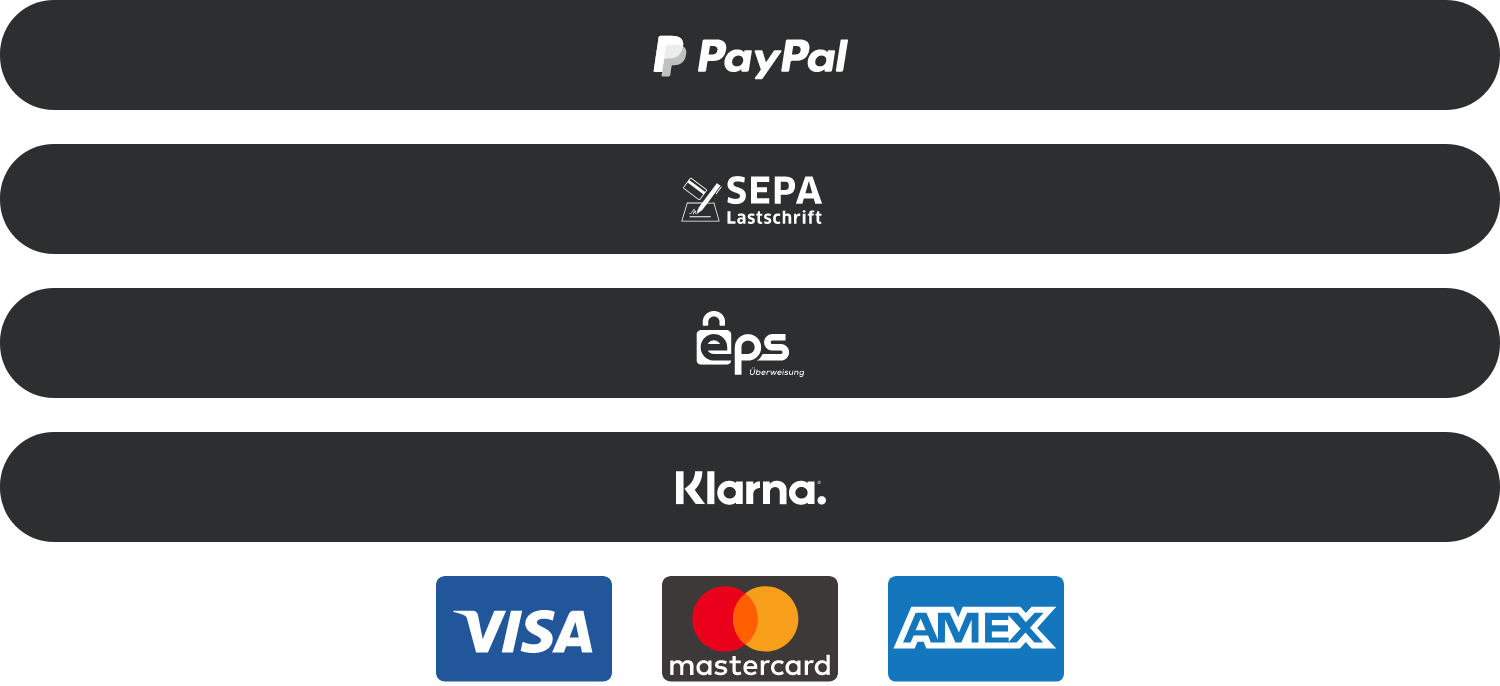 PayPal
SEPA
Lastschrift
eps
Überweisung
Klarna.
VISA
mastercard
AMEX